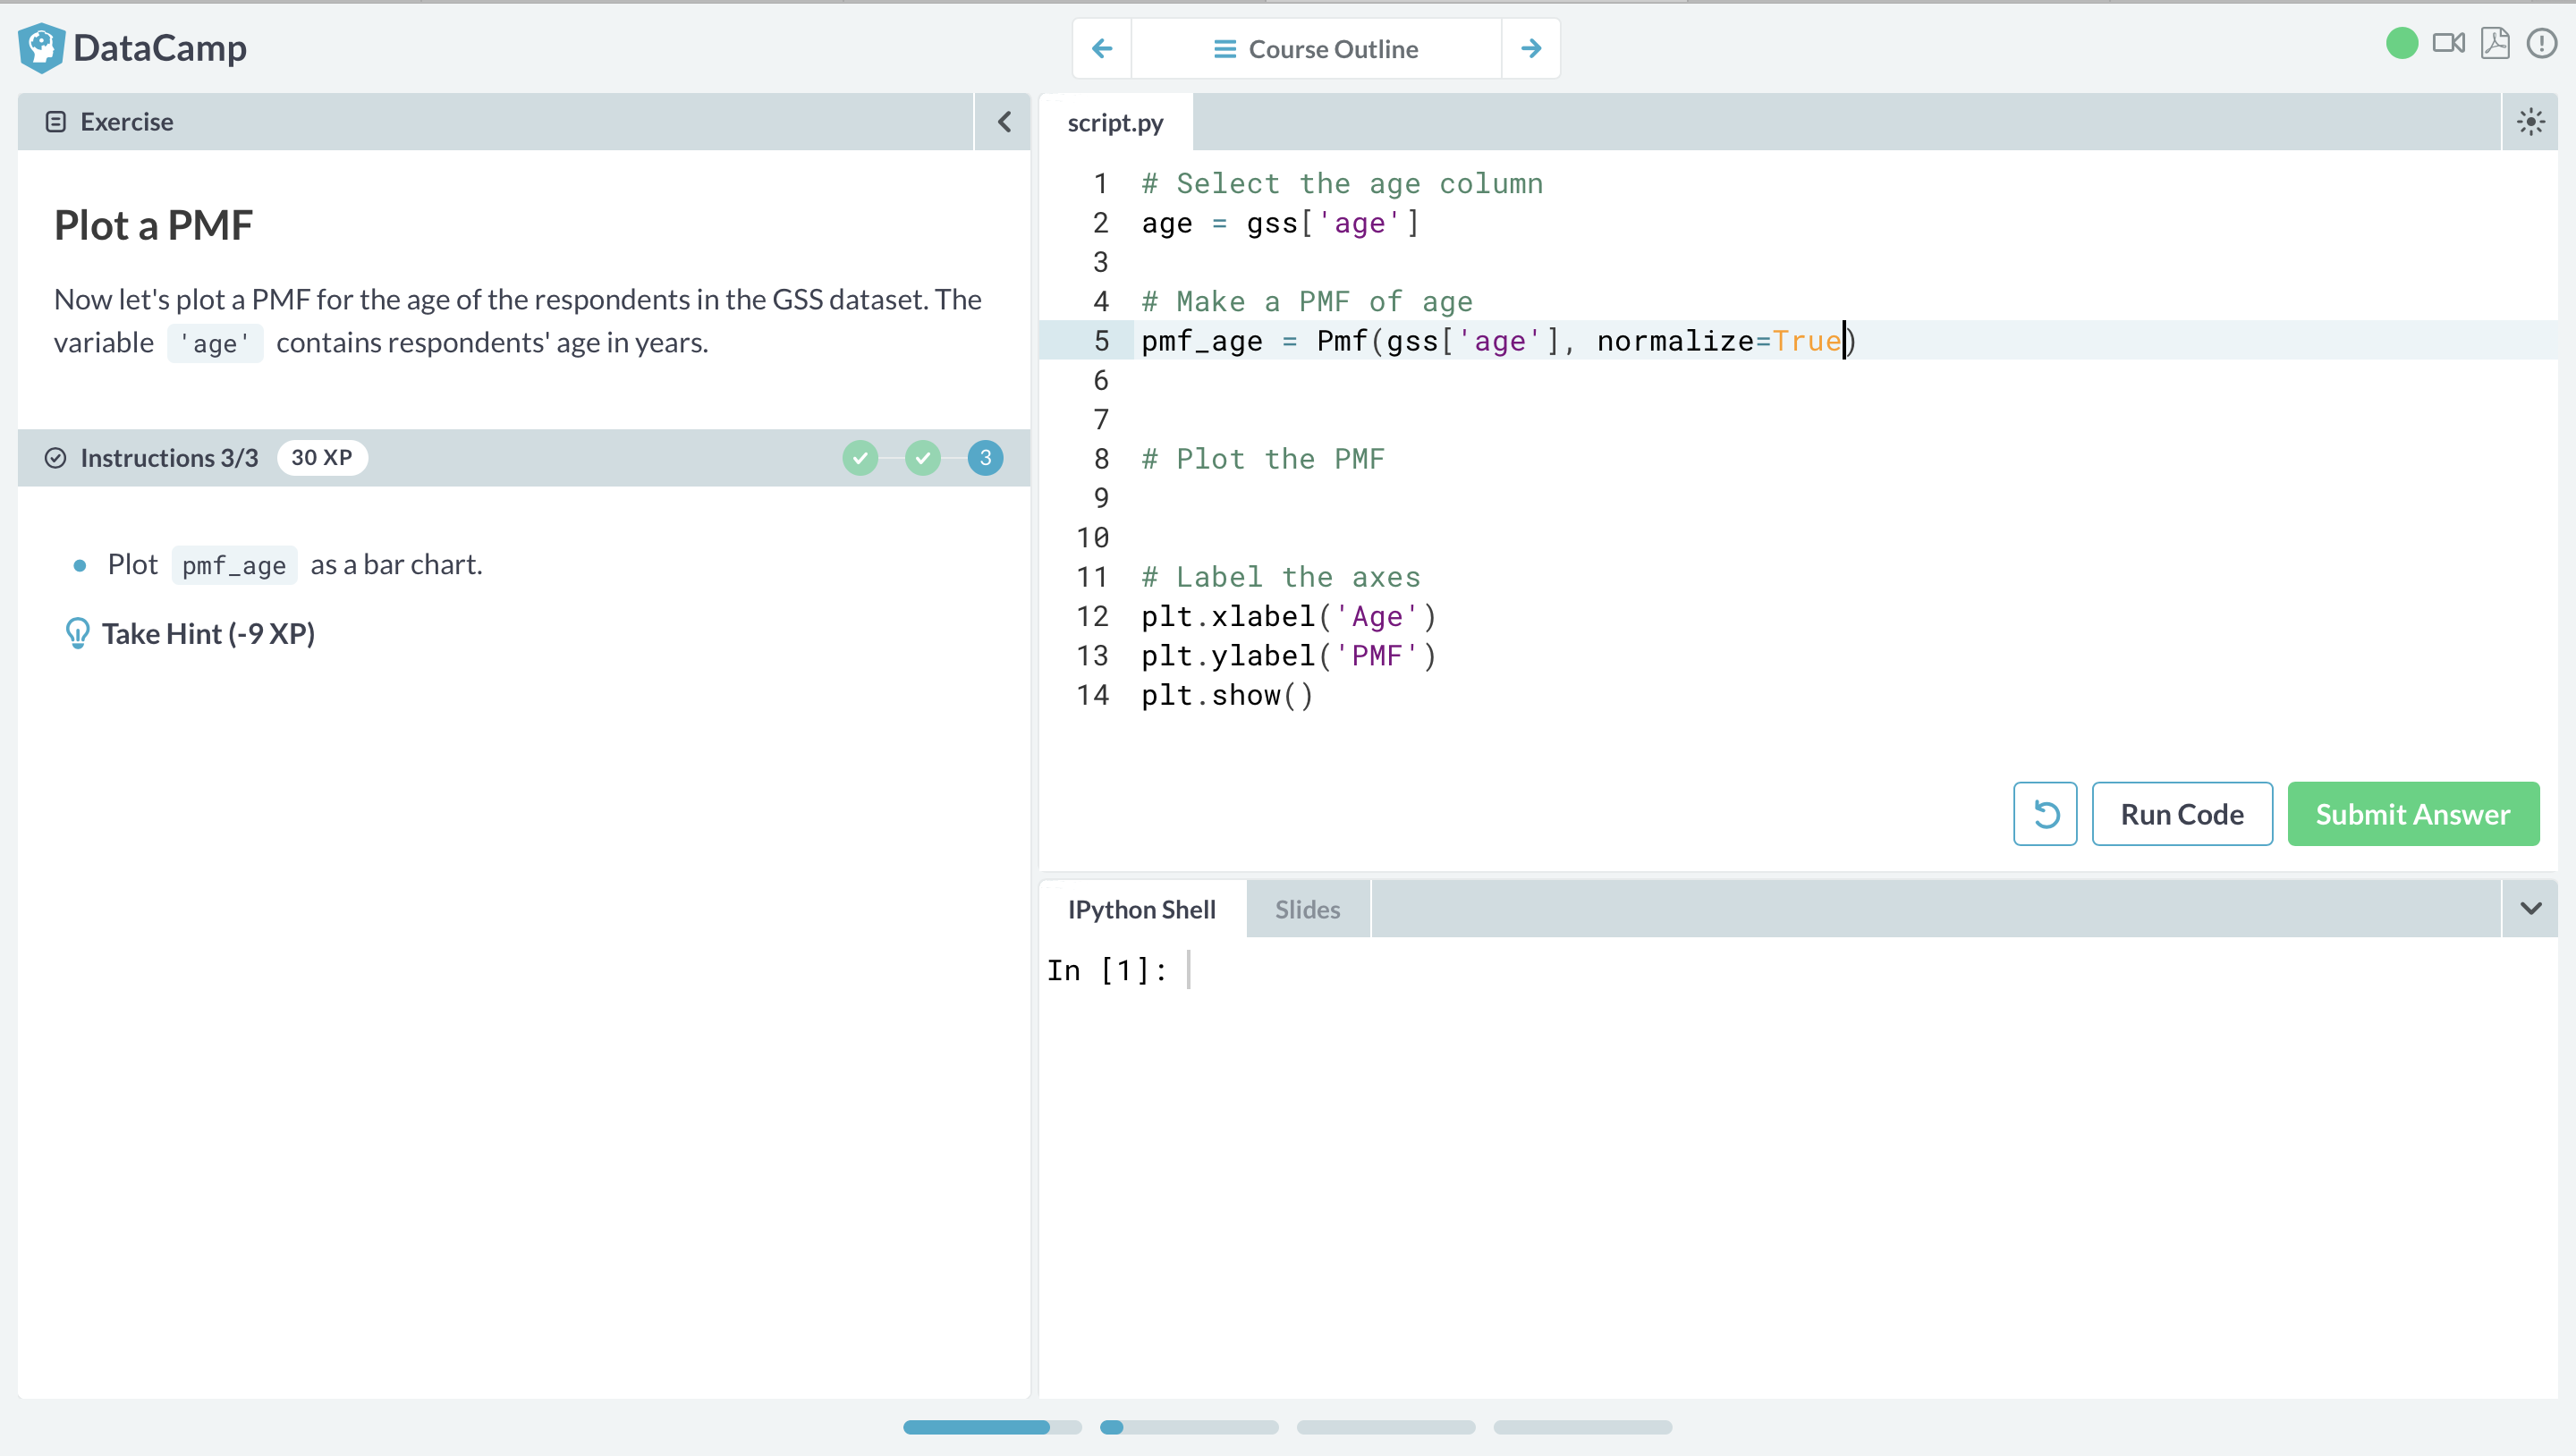 DataCamp
Course Outline
Exercise
Plot a PMF
Now let's plot a PMF for the age of the respondents in the GSS dataset. The
variable 'age' contains respondents' age in years.
Instructions 3/3 30 XP
3
Plot pmf_age as a bar chart.
Take Hint (-9 XP)
script.py
1 # Select the age column
2 age = gss['age']
3
4 # Make a PMF of age
5 pmf_age = Pmf(gss['age'], normalize=True)
6
7
8 # Plot the PMF
9
10
11 # Label the axes
12 plt.xlabel('Age')
13 plt.ylabel('PMF')
14 plt.show()
Run Code
Submit Answer
IPython Shell
Slides
In [1]: